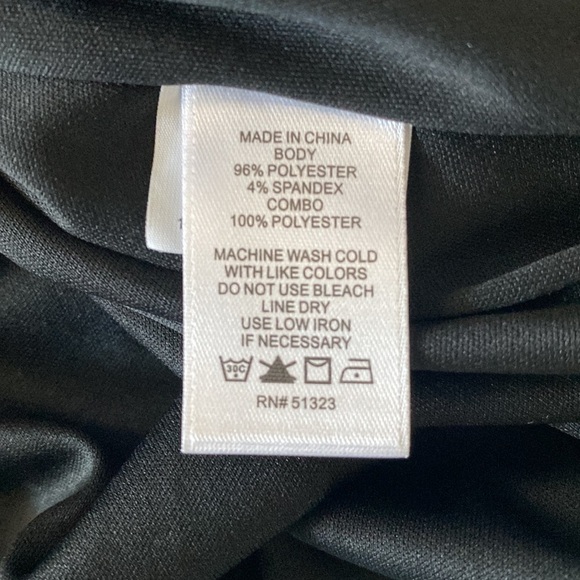 MADE IN CHINA
BODY
96% POLYESTER
4% SPANDEX
COMBO
100% POLYESTER
MACHINE WASH COLD
WITH LIKE COLORS
DO NOT USE BLEACH
LINE DRY
USE LOW IRON
IF NECESSARY
30C
RN# 51323